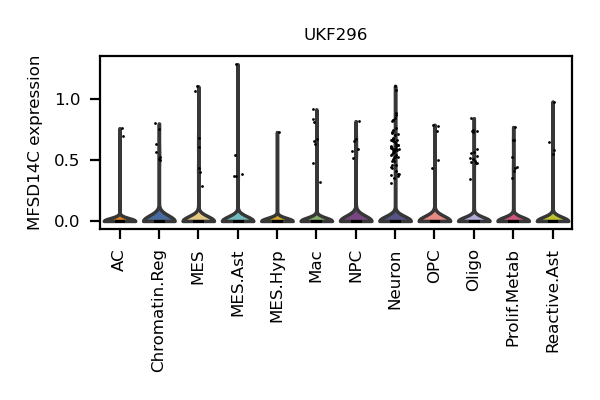 UKF296
MFSD14C expression
1.0
0.5
0.0
AC
Chromatin.Reg
MES
MES.Ast
MES.Hyp
Mac
NPC
Neuron
OPC
Oligo
Prolif.Metab
Reactive.Ast